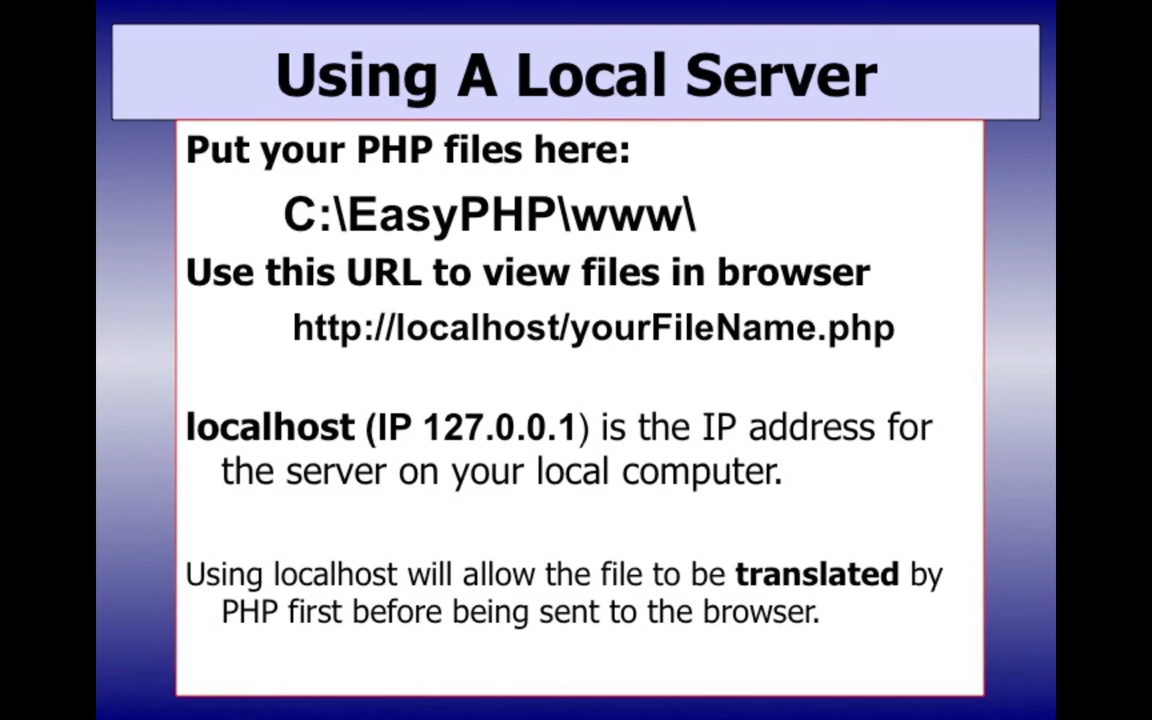 Using A Local Server
Put your PHP files here:
C:\EasyPHP\www\
Use this URL to view files in browser
http://localhost/yourFileName.php
localhost (IP 127.0.0.1) is the IP address for
the server on your local computer.
Using localhost will allow the file to be translated by
PHP first before being sent to the browser.